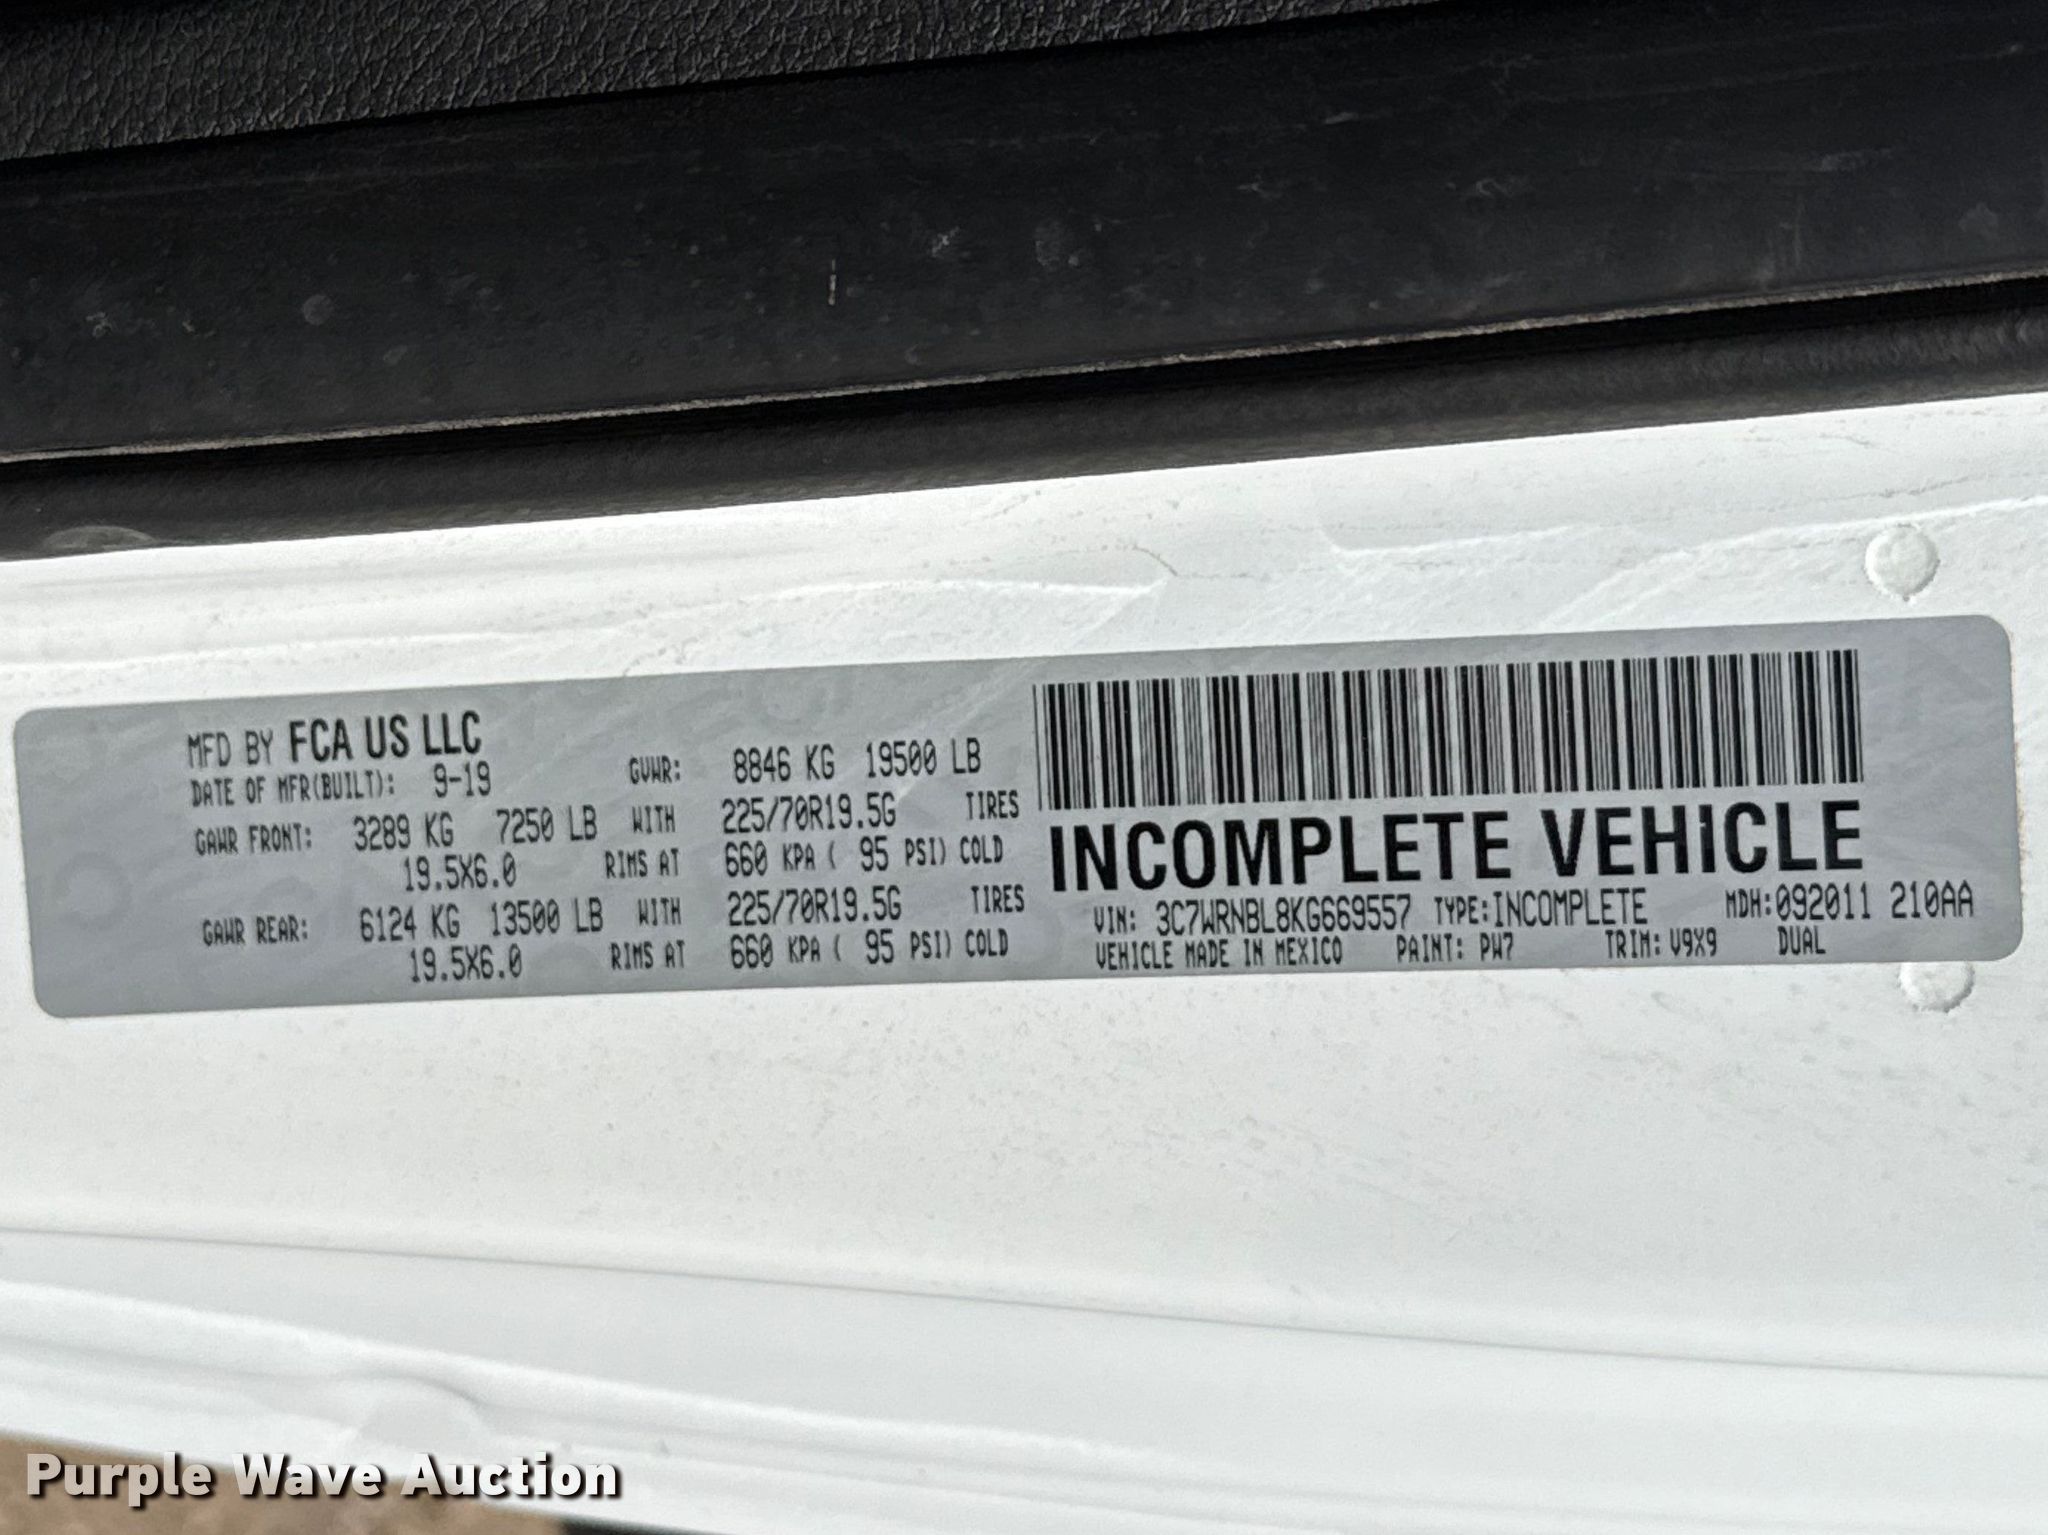 MFD BY FCA US LLC
DATE OF MFR(BUILT): 9-19 GVWR: 8846 KG 19500 LB
GAWR FRONT: 3289 KG 7250 LB WITH 225/70R19.5G TIRES
19.5X6.0 RIMS AT 660 KPA ( 95 PSI) COLD
GAWR REAR: 6124 KG 13500 LB WITH 225/70R19.5G TIRES
19.5X6.0 RIMS AT 660 KPA ( 95 PSI) COLD
INCOMPLETE VEHICLE
VIN: 3C7WRNBL8KG669557 TYPE:INCOMPLETE MDH:092011 210AA
VEHICLE MADE IN MEXICO PAINT: PW7 TRIM: V9X9 DUAL
Purple Wave Auction